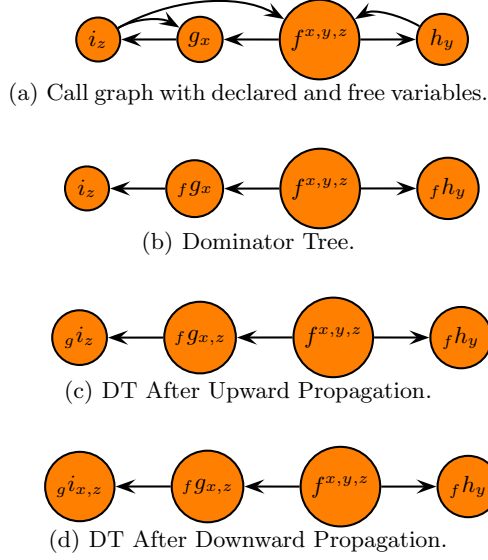 i_z g_x f^{x,y,z} h_y
(a) Call graph with declared and free variables.
i_z _f g_x f^{x,y,z} _f h_y
(b) Dominator Tree.
_g i_z _f g_{x,z} f^{x,y,z} _f h_y
(c) DT After Upward Propagation.
_g i_{x,z} _f g_{x,z} f^{x,y,z} _f h_y
(d) DT After Downward Propagation.